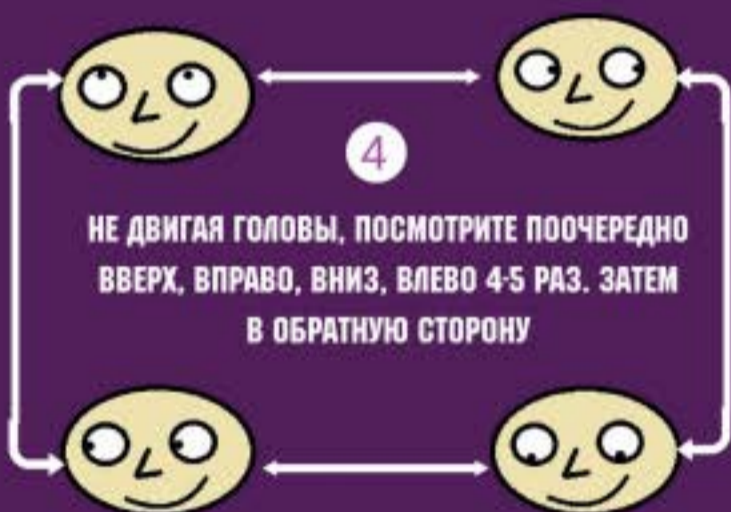 4
НЕ ДВИГАЯ ГОЛОВЫ, ПОСМОТРИТЕ ПООЧЕРЕДНО
ВВЕРХ, ВПРАВО, ВНИЗ, ВЛЕВО 4-5 РАЗ. ЗАТЕМ
В ОБРАТНУЮ СТОРОНУ